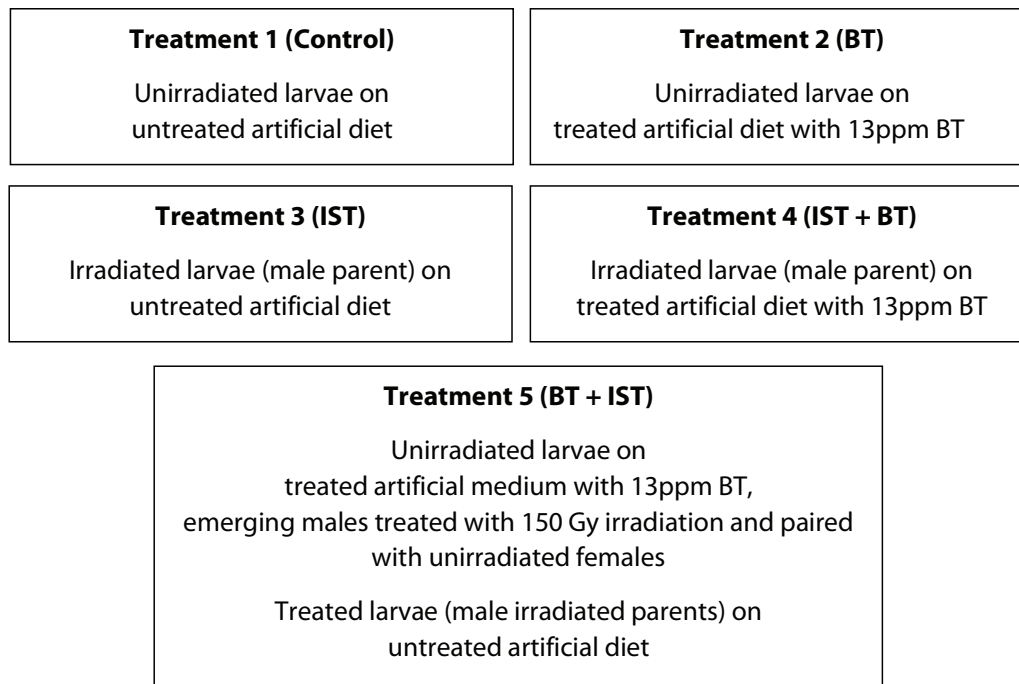 Treatment 1 (Control)
Unirradiated larvae on
untreated artificial diet
Treatment 2 (BT)
Unirradiated larvae on
treated artificial diet with 13ppm BT
Treatment 3 (IST)
Irradiated larvae (male parent) on
untreated artificial diet
Treatment 4 (IST + BT)
Irradiated larvae (male parent) on
treated artificial diet with 13ppm BT
Treatment 5 (BT + IST)
Unirradiated larvae on
treated artificial medium with 13ppm BT,
emerging males treated with 150 Gy irradiation and paired
with unirradiated females
Treated larvae (male irradiated parents) on
untreated artificial diet